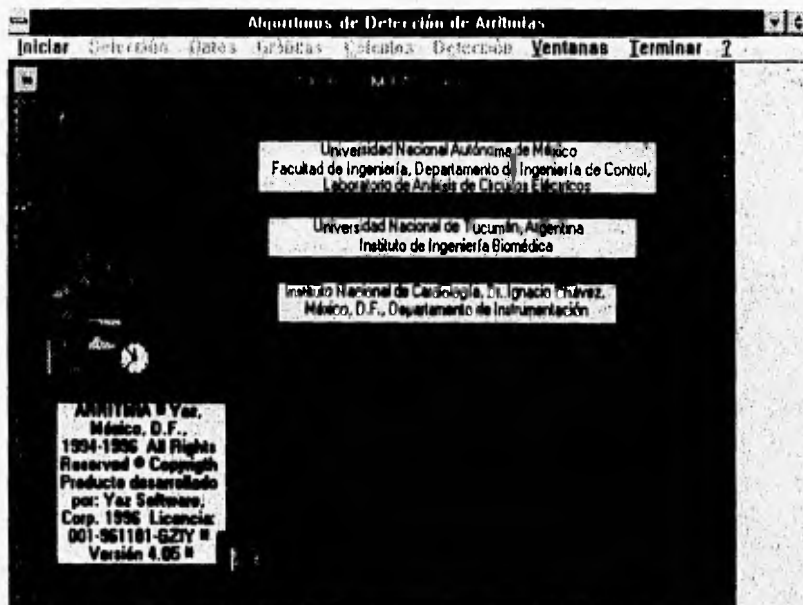 Algoritmos de Detección de Arritmias
Iniciar Selección Datos Gráficas Cálculos Detección Ventanas Terminar ?
Universidad Nacional Autónoma de México
Facultad de Ingeniería, Departamento de Ingeniería de Control,
Laboratorio de Análisis de Circuitos Eléctricos
Universidad Nacional de Tucumán, Argentina
Instituto de Ingeniería Biomédica
Instituto Nacional de Cardiología, Dr. Ignacio Chávez,
México, D.F., Departamento de Instrumentación
ARRITMIA Yaz,
México, D.F.,
1994-1996 All Rights
Reserved © Copyrigth
Producto desarrollado
por: Yaz Software,
Corp. 1996 Licencia:
001-961101-GZIY
Versión 4.05